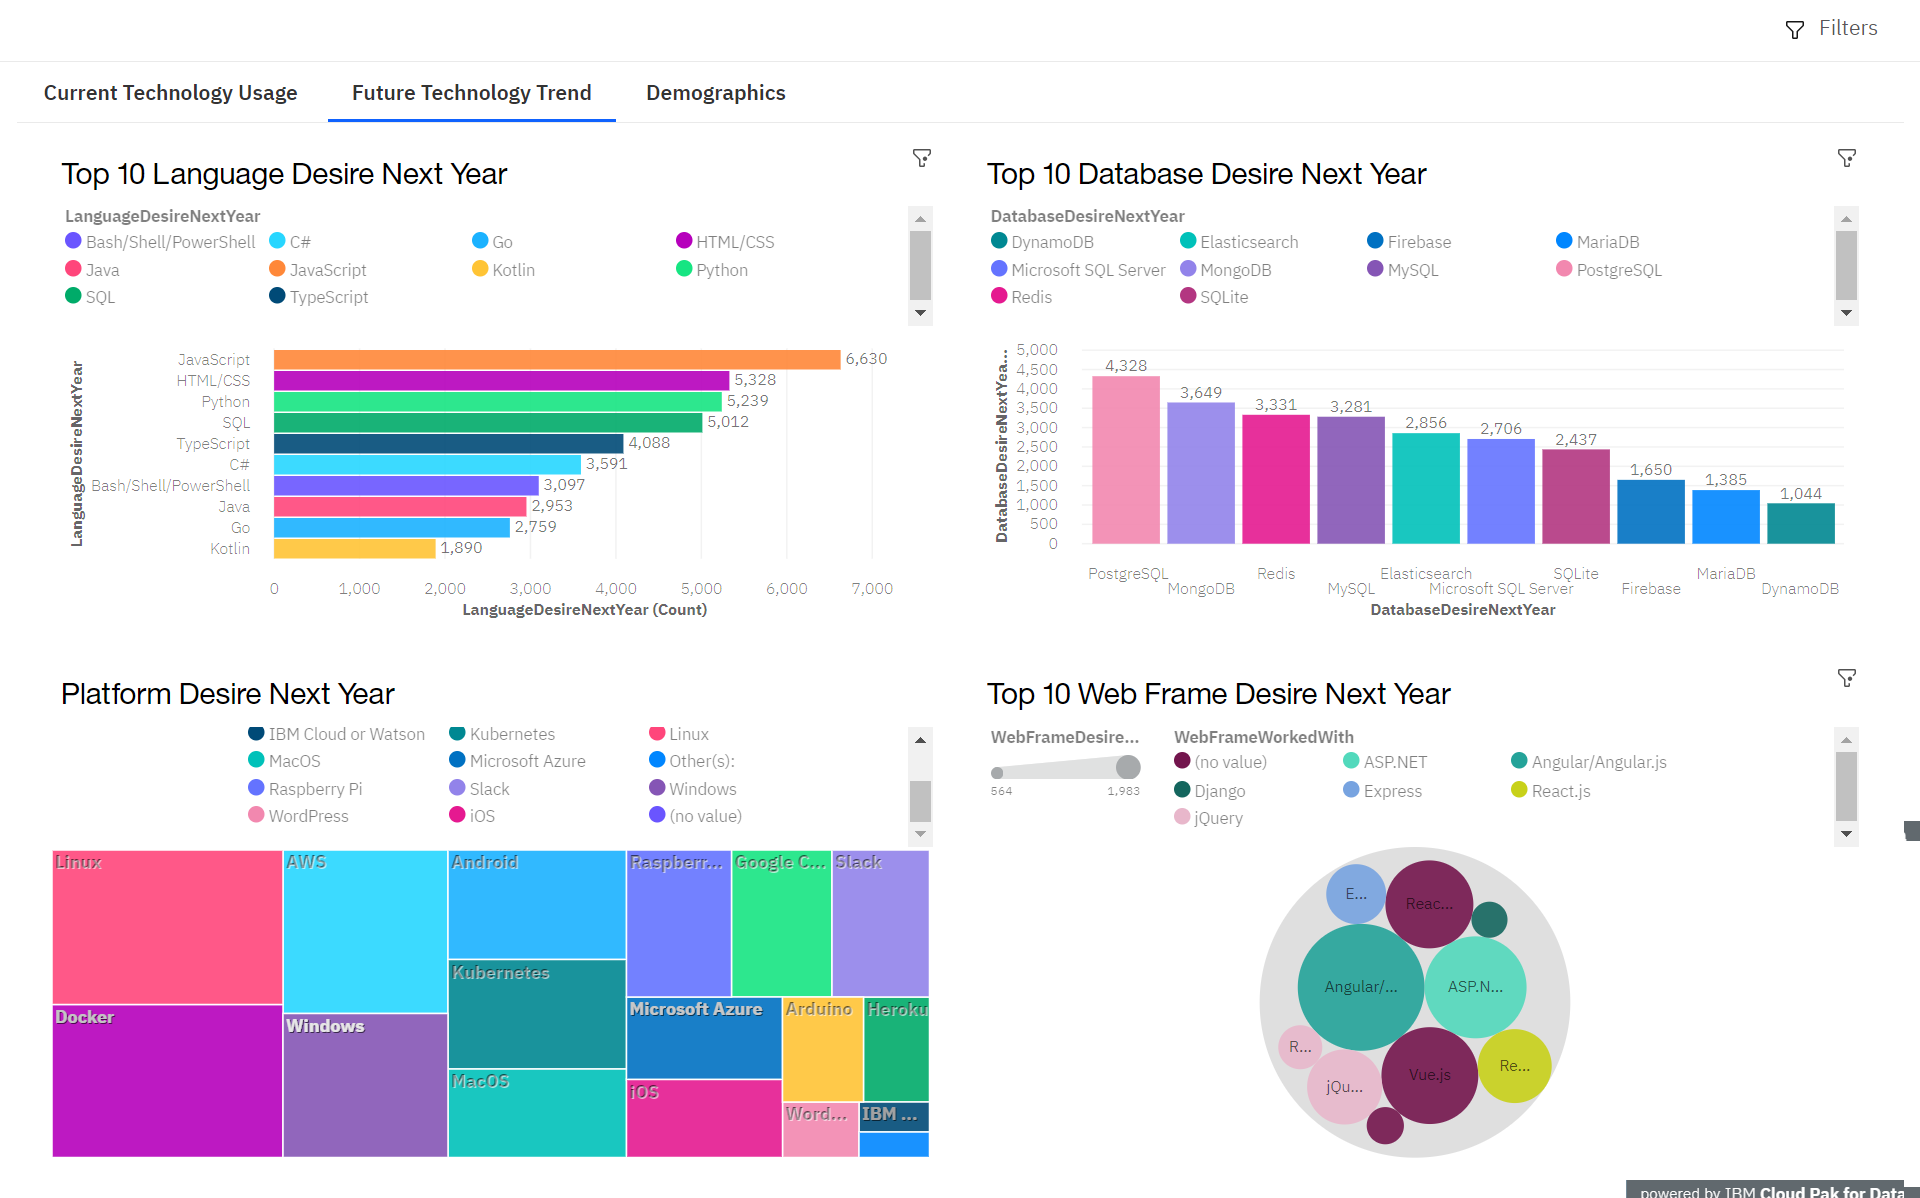 Filters
Current Technology Usage
Future Technology Trend
Demographics
Top 10 Language Desire Next Year
LanguageDesireNextYear
Bash/Shell/PowerShell
C#
Go
HTML/CSS
Java
JavaScript
Kotlin
Python
SQL
TypeScript
LanguageDesireNextYear
JavaScript
6,630
HTML/CSS
5,328
Python
5,239
SQL
5,012
TypeScript
4,088
C#
3,591
Bash/Shell/PowerShell
3,097
Java
2,953
Go
2,759
Kotlin
1,890
0 1,000 2,000 3,000 4,000 5,000 6,000 7,000
LanguageDesireNextYear (Count)
Top 10 Database Desire Next Year
DatabaseDesireNextYear
DynamoDB
Elasticsearch
Firebase
MariaDB
Microsoft SQL Server
MongoDB
MySQL
PostgreSQL
Redis
SQLite
DatabaseDesireNextYea...
5,000
4,500
4,000
3,500
3,000
2,500
2,000
1,500
1,000
500
0
4,328
3,649
3,331
3,281
2,856
2,706
2,437
1,650
1,385
1,044
PostgreSQL
MongoDB
Redis
MySQL
Elasticsearch
Microsoft SQL Server
SQLite
Firebase
MariaDB
DynamoDB
DatabaseDesireNextYear
Platform Desire Next Year
IBM Cloud or Watson
Kubernetes
Linux
MacOS
Microsoft Azure
Other(s):
Raspberry Pi
Slack
Windows
WordPress
iOS
(no value)
Linux
AWS
Android
Raspberr...
Google C...
Slack
Kubernetes
Microsoft Azure
Arduino
Heroku
Docker
Windows
MacOS
iOS
Word...
IBM ...
Top 10 Web Frame Desire Next Year
WebFrameDesire...
564
1,983
WebFrameWorkedWith
(no value)
ASP.NET
Angular/Angular.js
Django
Express
React.js
jQuery
E...
Reac...
Angular/...
ASP.N...
R...
jQu...
Vue.js
Re...
powered by IBM Cloud Pak for Data